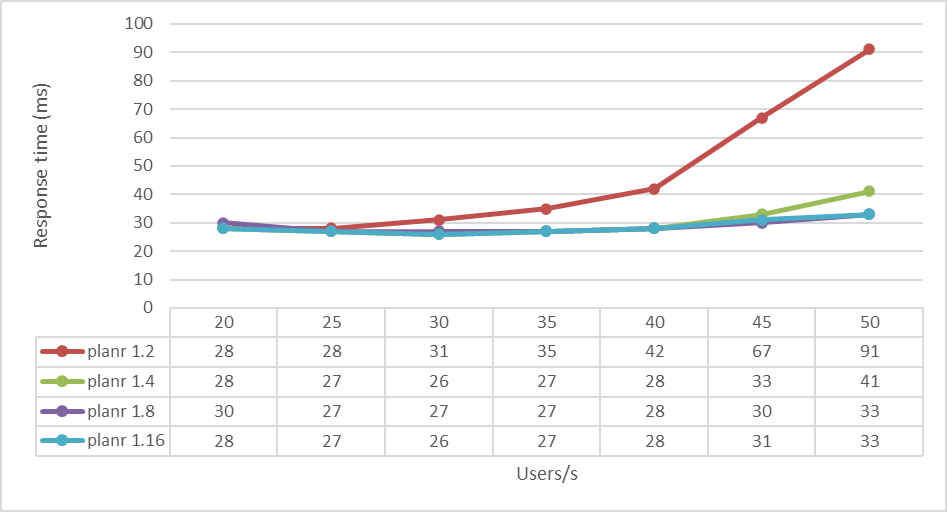 100
90
80
70
60
50
40
30
20
10
0
Response time (ms)
20 25 30 35 40 45 50
planr 1.2 28 28 31 35 42 67 91
planr 1.4 28 27 26 27 28 33 41
planr 1.8 30 27 27 27 28 30 33
planr 1.16 28 27 26 27 28 31 33
Users/s